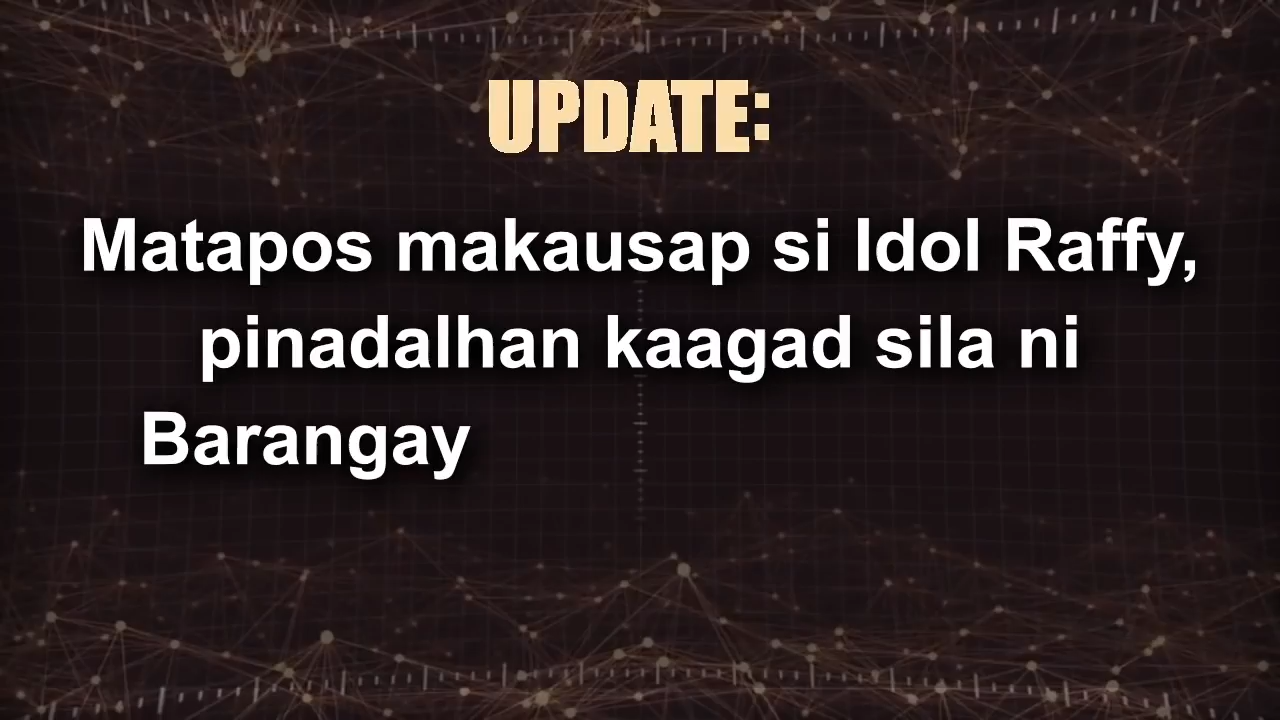 UPDATE:
Matapos makausap si Idol Raffy,
pinadalhan kaagad sila ni
Barangay